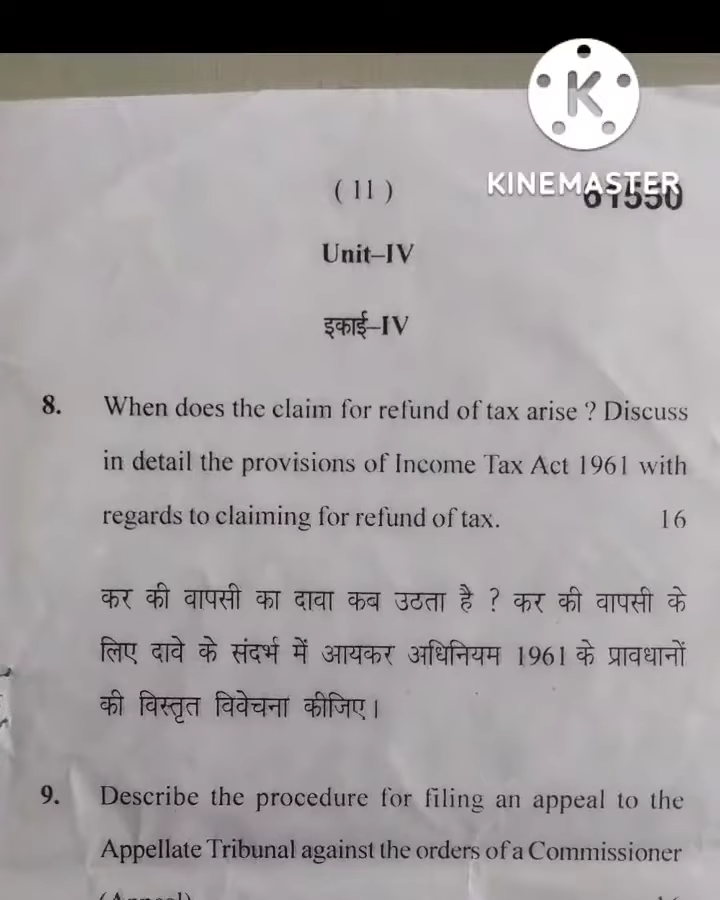 K
KINEMASTER
( 11 )
61550
Unit–IV
इकाई–IV
8. When does the claim for refund of tax arise ? Discuss
in detail the provisions of Income Tax Act 1961 with
regards to claiming for refund of tax. 16
कर की वापसी का दावा कब उठता है ? कर की वापसी के
लिए दावे के संदर्भ में आयकर अधिनियम 1961 के प्रावधानों
की विस्तृत विवेचना कीजिए।
9. Describe the procedure for filing an appeal to the
Appellate Tribunal against the orders of a Commissioner
(Appeal)